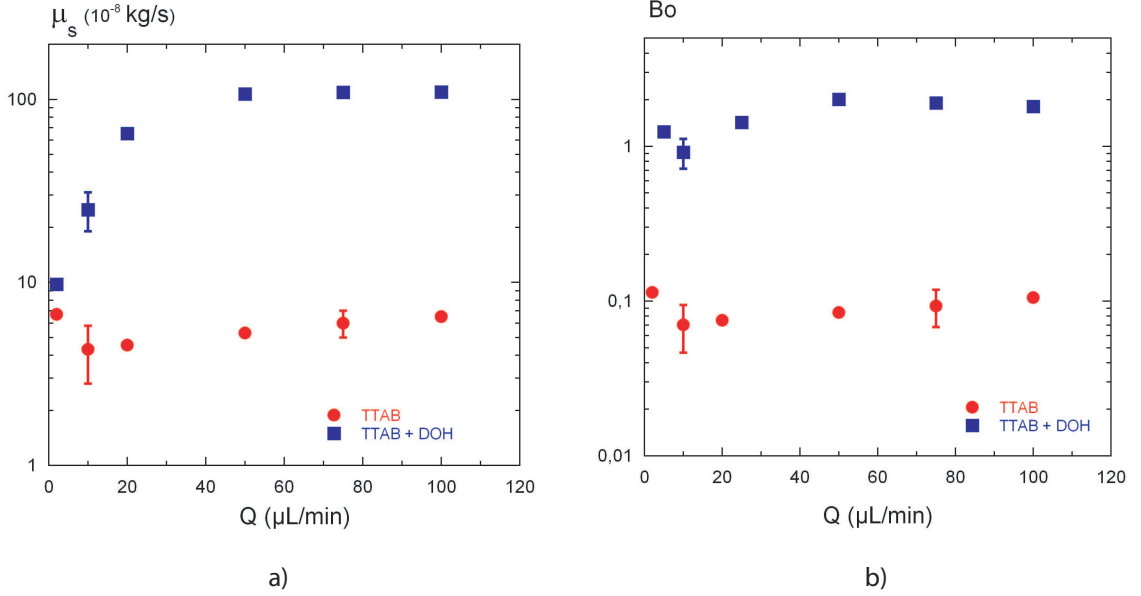 μs (10-8 kg/s)
100
10
1
0 20 40 60 80 100 120
Q (µL/min)
TTAB
TTAB + DOH
a)
Bo
1
0,1
0,01
0 20 40 60 80 100 120
Q (µL/min)
TTAB
TTAB + DOH
b)